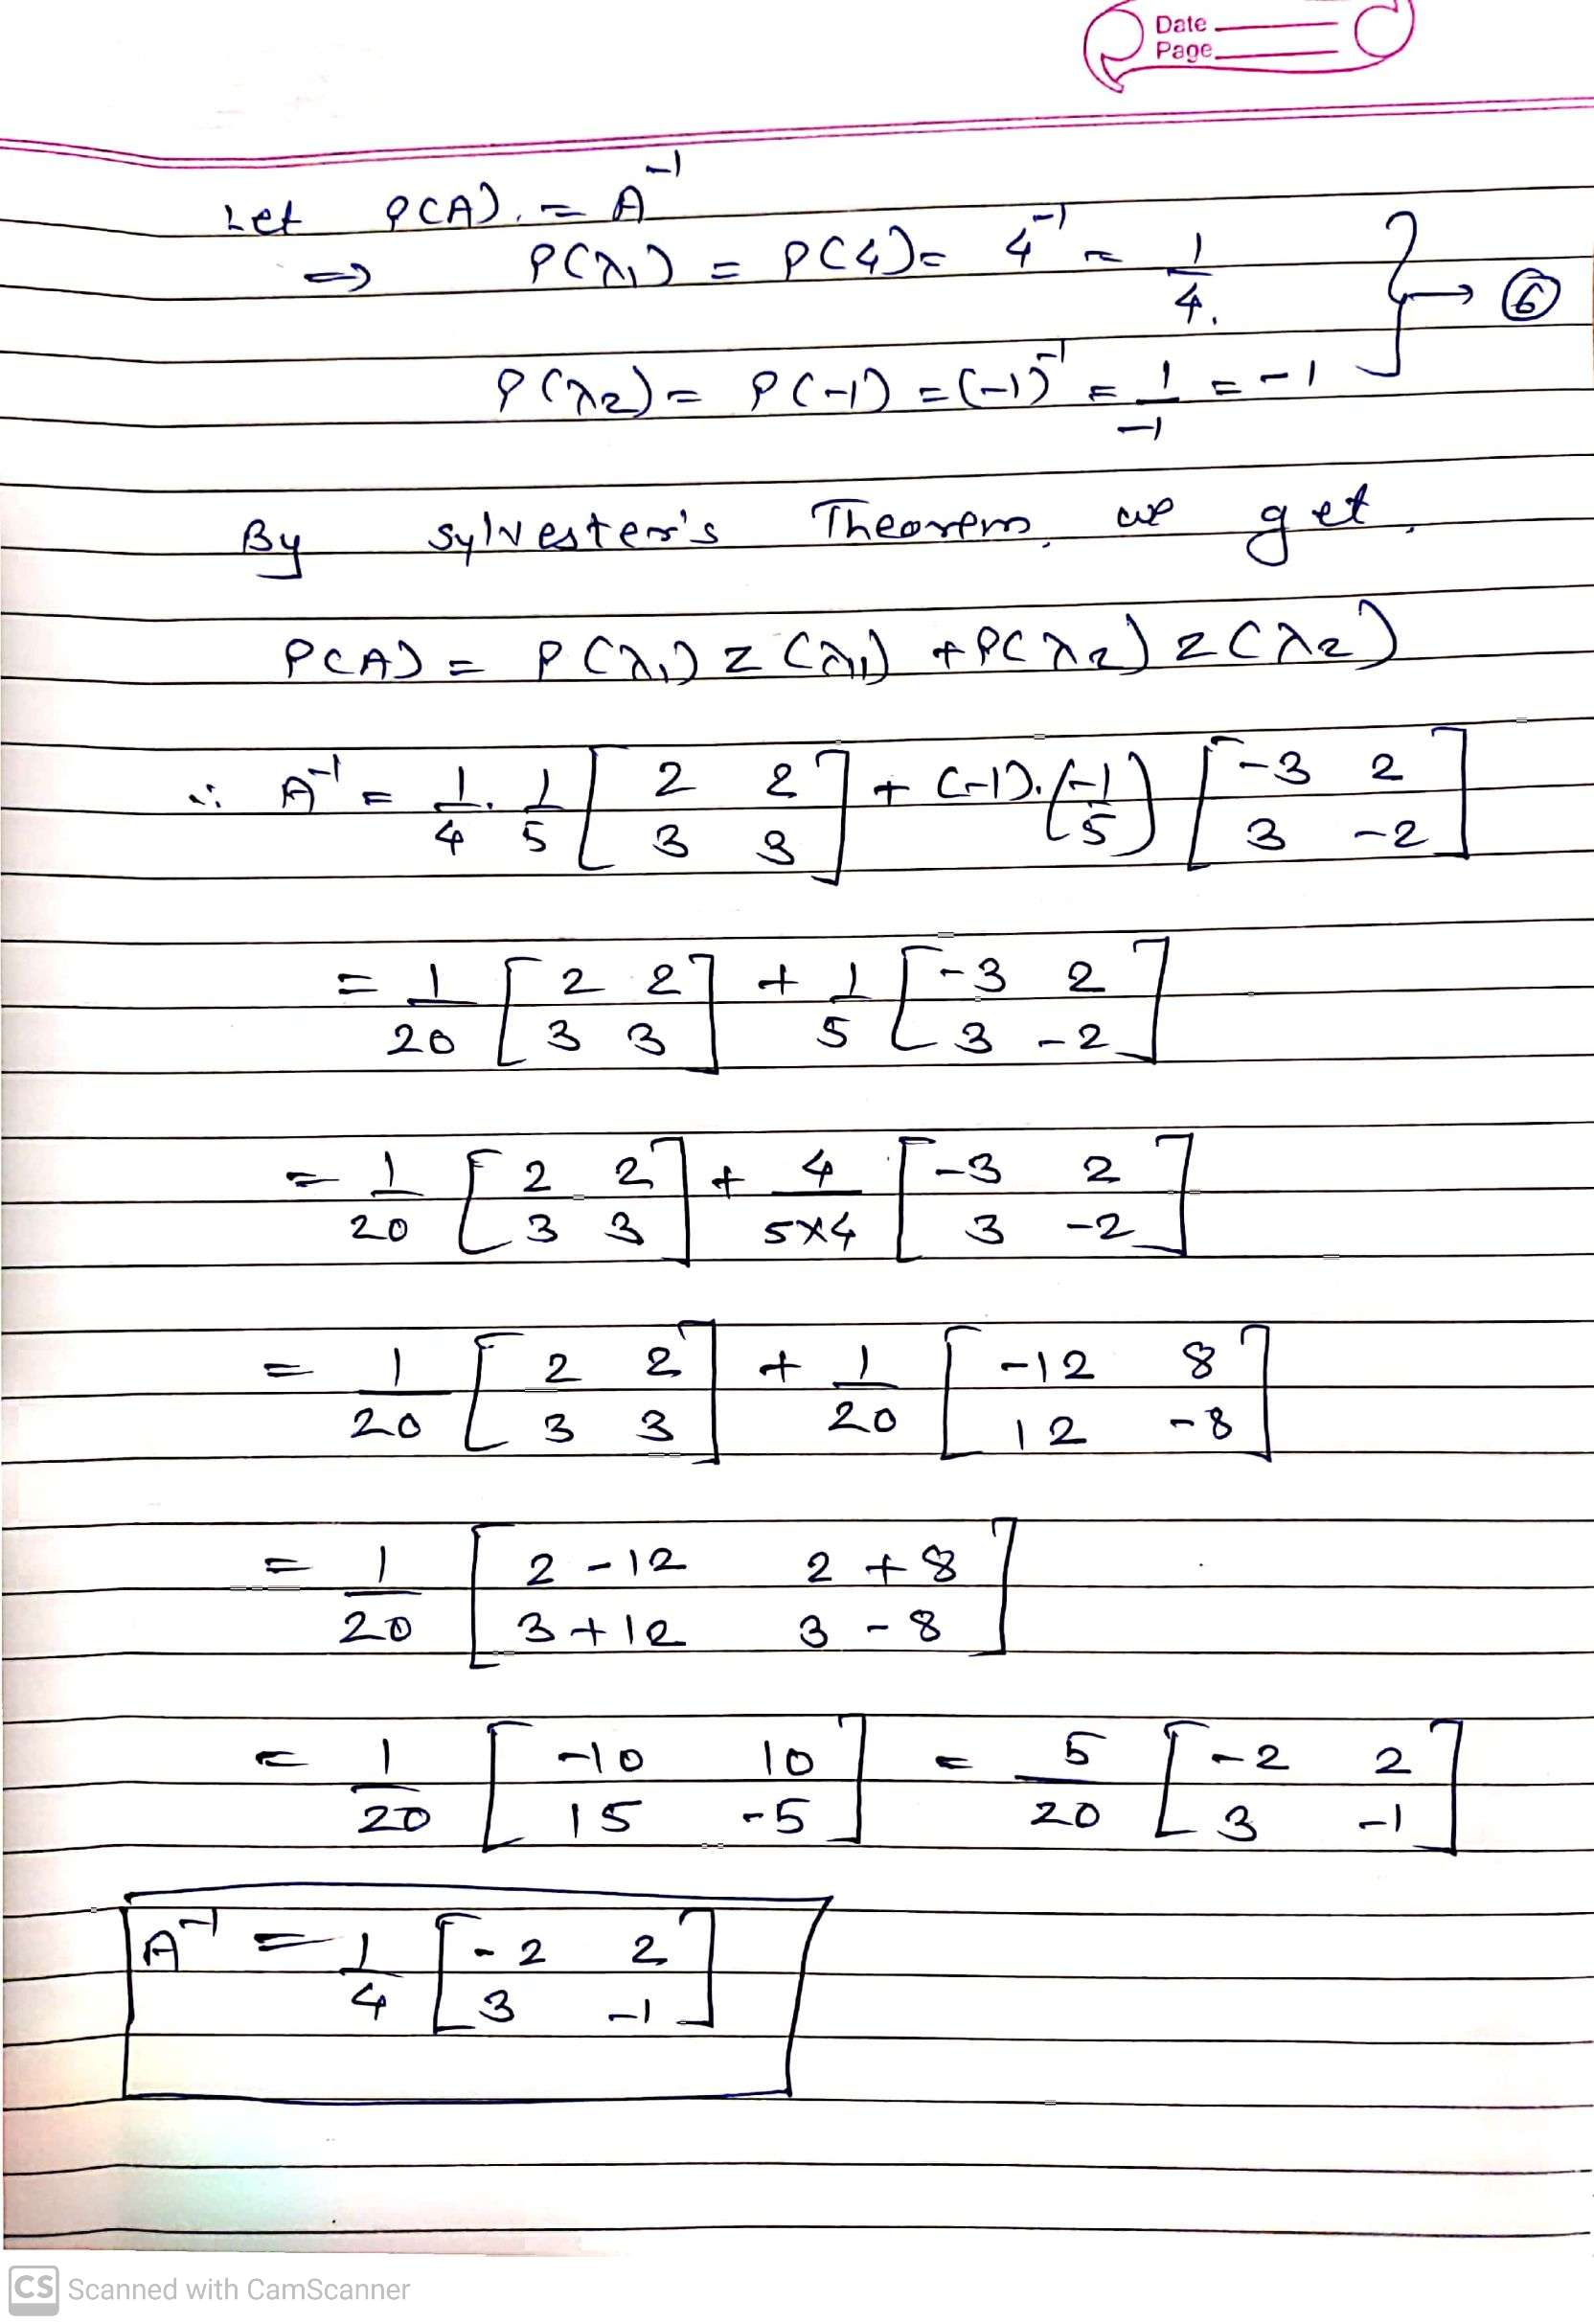 Date
Page
Let P(A) = A⁻¹
⇒ P(λ₁) = P(4) = 4⁻¹ = 1/4.
P(λ₂) = P(-1) = (-1)⁻¹ = 1/-1 = -1 } → ⑥
By Sylvester's Theorem, we get,
P(A) = P(λ₁) Z(λ₁) + P(λ₂) Z(λ₂)
∴ A⁻¹ = 1/4 . 1/5 [2 2; 3 3] + (-1).(-1/5) [-3 2; 3 -2]
= 1/20 [2 2; 3 3] + 1/5 [-3 2; 3 -2]
= 1/20 [2 2; 3 3] + 4/5×4 [-3 2; 3 -2]
= 1/20 [2 2; 3 3] + 1/20 [-12 8; 12 -8]
= 1/20 [2-12 2+8; 3+12 3-8]
= 1/20 [-10 10; 15 -5] = 5/20 [-2 2; 3 -1]
A⁻¹ = 1/4 [-2 2; 3 -1]
CS Scanned with CamScanner